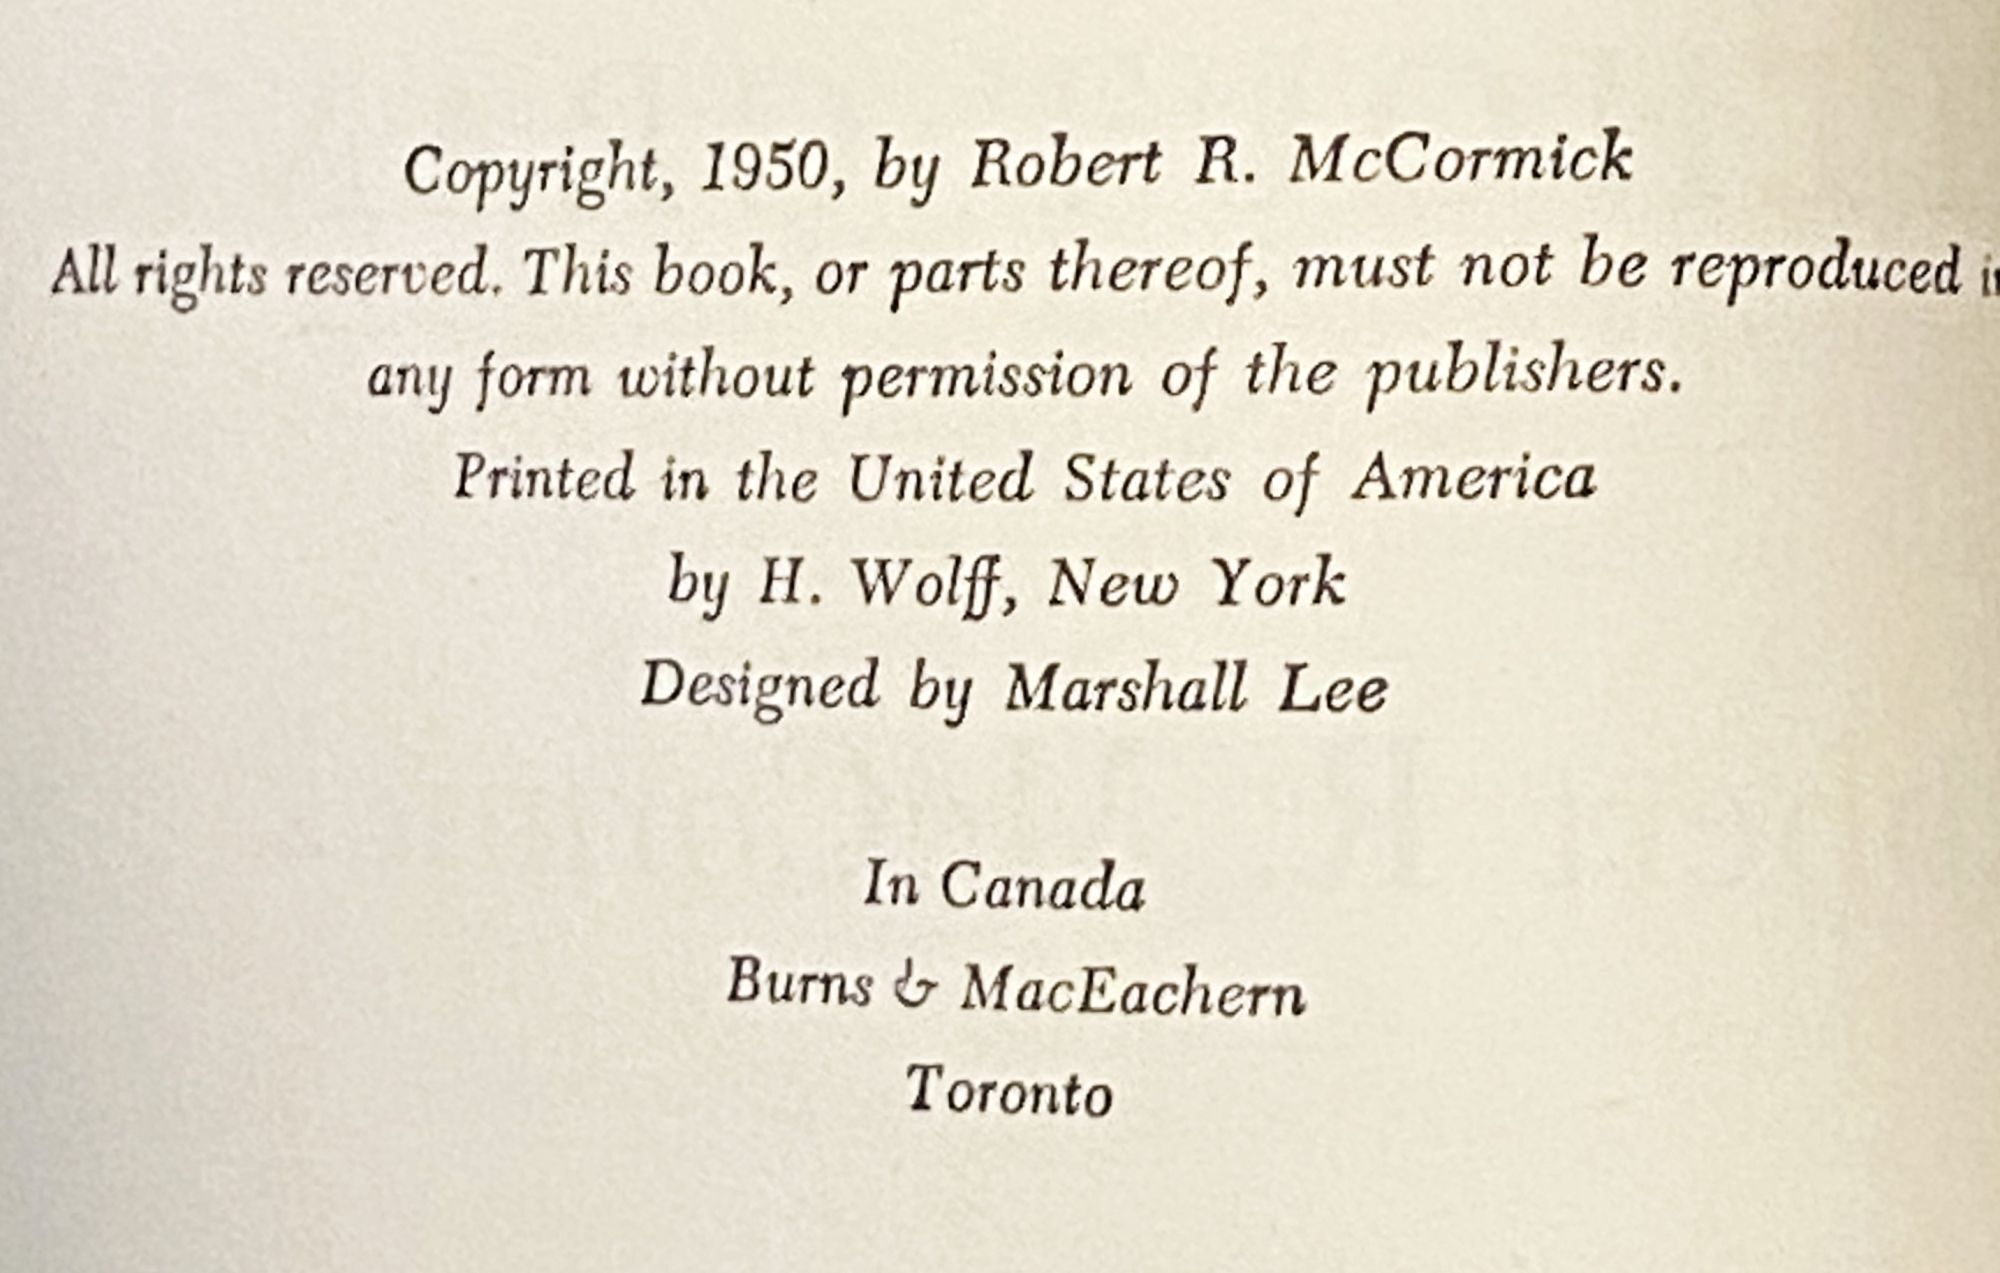 Copyright, 1950, by Robert R. McCormick
All rights reserved. This book, or parts thereof, must not be reproduced
any form without permission of the publishers.
Printed in the United States of America
by H. Wolff, New York
Designed by Marshall Lee
In Canada
Burns & MacEachern
Toronto